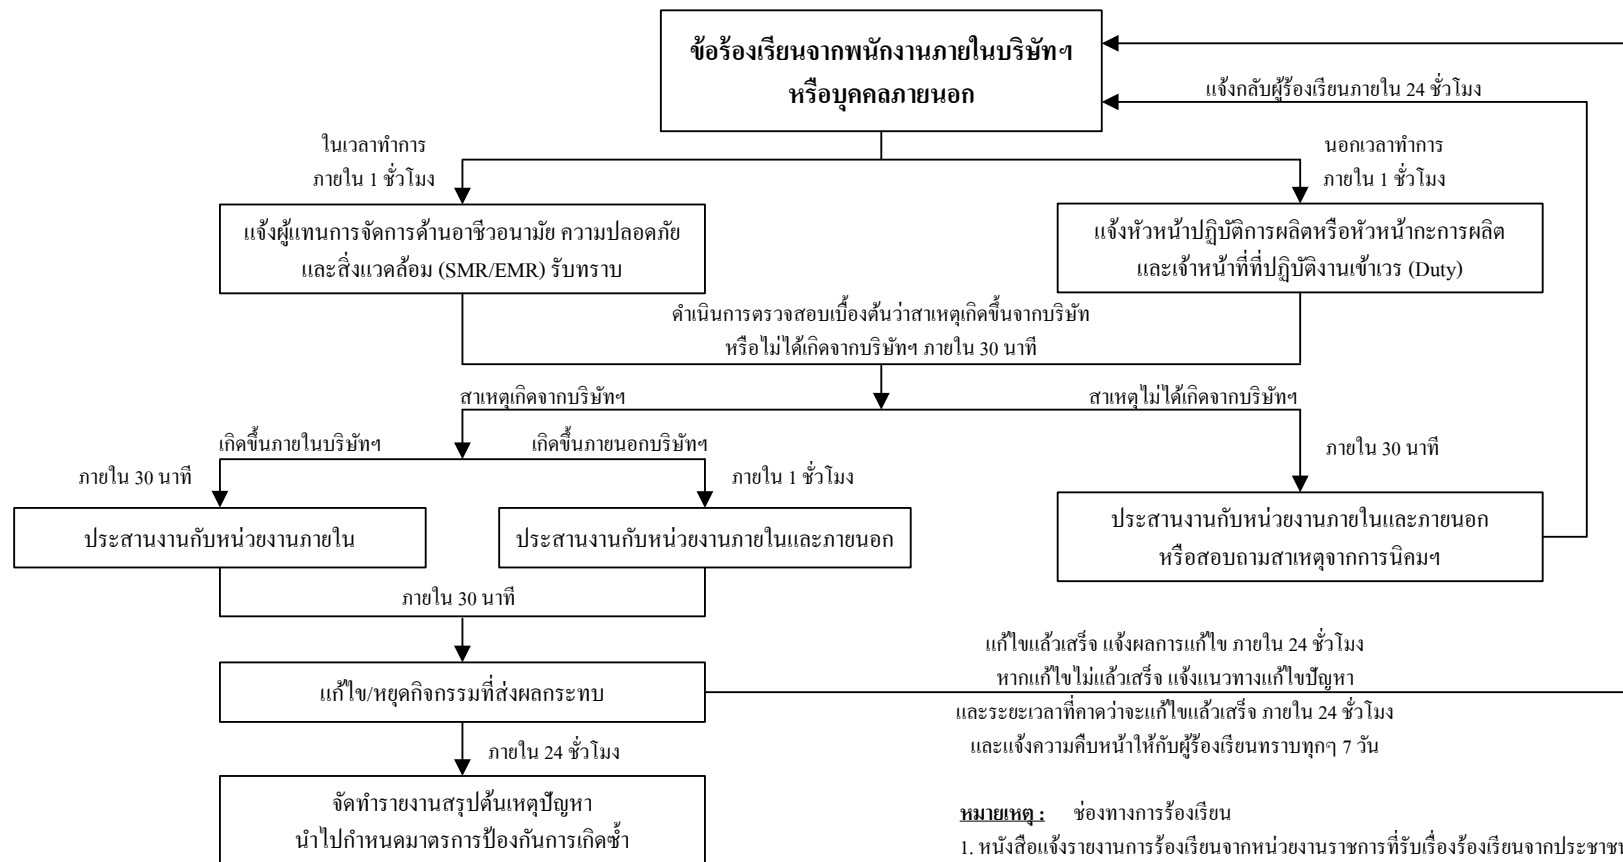 ข้อร้องเรียนจากพนักงานภายในบริษัทฯ
หรือบุคคลภายนอก
แจ้งกลับผู้ร้องเรียนภายใน 24 ชั่วโมง
ในเวลาทำการ
ภายใน 1 ชั่วโมง
นอกเวลาทำการ
ภายใน 1 ชั่วโมง
แจ้งผู้แทนการจัดการด้านอาชีวอนามัย ความปลอดภัย
และสิ่งแวดล้อม (SMR/EMR) รับทราบ
แจ้งหัวหน้าปฏิบัติการผลิตหรือหัวหน้ากะการผลิต
และเจ้าหน้าที่ที่ปฏิบัติงานเข้าเวร (Duty)
ดำเนินการตรวจสอบเบื้องต้นว่าสาเหตุเกิดขึ้นจากบริษัท
หรือไม่ได้เกิดจากบริษัทฯ ภายใน 30 นาที
สาเหตุเกิดจากบริษัทฯ
สาเหตุไม่ได้เกิดจากบริษัทฯ
เกิดขึ้นภายในบริษัทฯ
เกิดขึ้นภายนอกบริษัทฯ
ภายใน 30 นาที
ภายใน 1 ชั่วโมง
ภายใน 30 นาที
ประสานงานกับหน่วยงานภายใน
ประสานงานกับหน่วยงานภายในและภายนอก
ประสานงานกับหน่วยงานภายในและภายนอก
หรือสอบถามสาเหตุจากการนิคมฯ
ภายใน 30 นาที
แก้ไข/หยุดกิจกรรมที่ส่งผลกระทบ
แก้ไขแล้วเสร็จ แจ้งผลการแก้ไข ภายใน 24 ชั่วโมง
หากแก้ไขไม่แล้วเสร็จ แจ้งแนวทางแก้ไขปัญหา
และระยะเวลาที่คาดว่าจะแก้ไขแล้วเสร็จ ภายใน 24 ชั่วโมง
และแจ้งความคืบหน้าให้กับผู้ร้องเรียนทราบทุกๆ 7 วัน
ภายใน 24 ชั่วโมง
จัดทำรายงานสรุปต้นเหตุปัญหา
นำไปกำหนดมาตรการป้องกันการเกิดซ้ำ
หมายเหตุ : ช่องทางการร้องเรียน
1. หนังสือแจ้งรายงานการร้องเรียนจากหน่วยงานราชการที่รับเรื่องร้องเรียนจากประชาชา